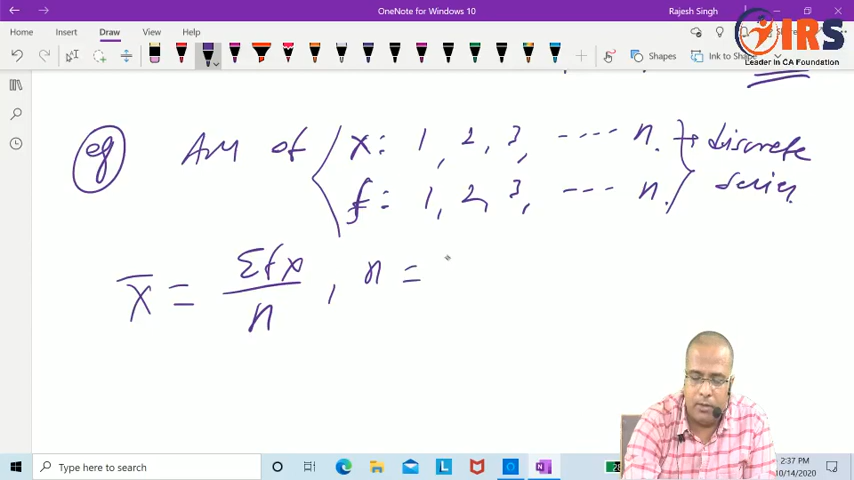 OneNote for Windows 10
Rajesh Singh
Home Insert Draw View Help
Shapes Ink to Shape
IRS
Leader In CA Foundation
eg AM of x: 1, 2, 3, ---- n. → discrete
f: 1, 2, 3, --- n. series
x̄ = Σfx / n, n =
Type here to search
2:37 PM
10/14/2020